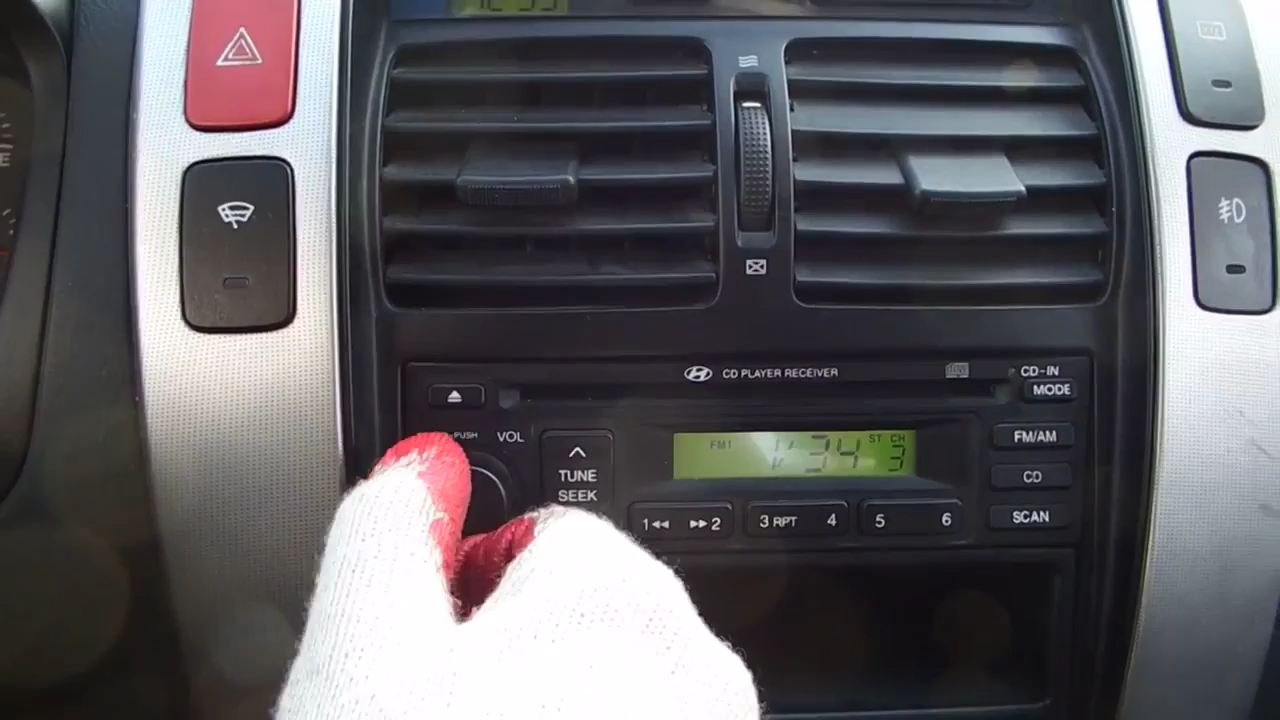 E
CD PLAYER RECEIVER
CD-IN
MODE
PUSH
VOL
TUNE
SEEK
FM1
34
ST CH
3
FM/AM
CD
SCAN
1
2
3 RPT 4
5 6